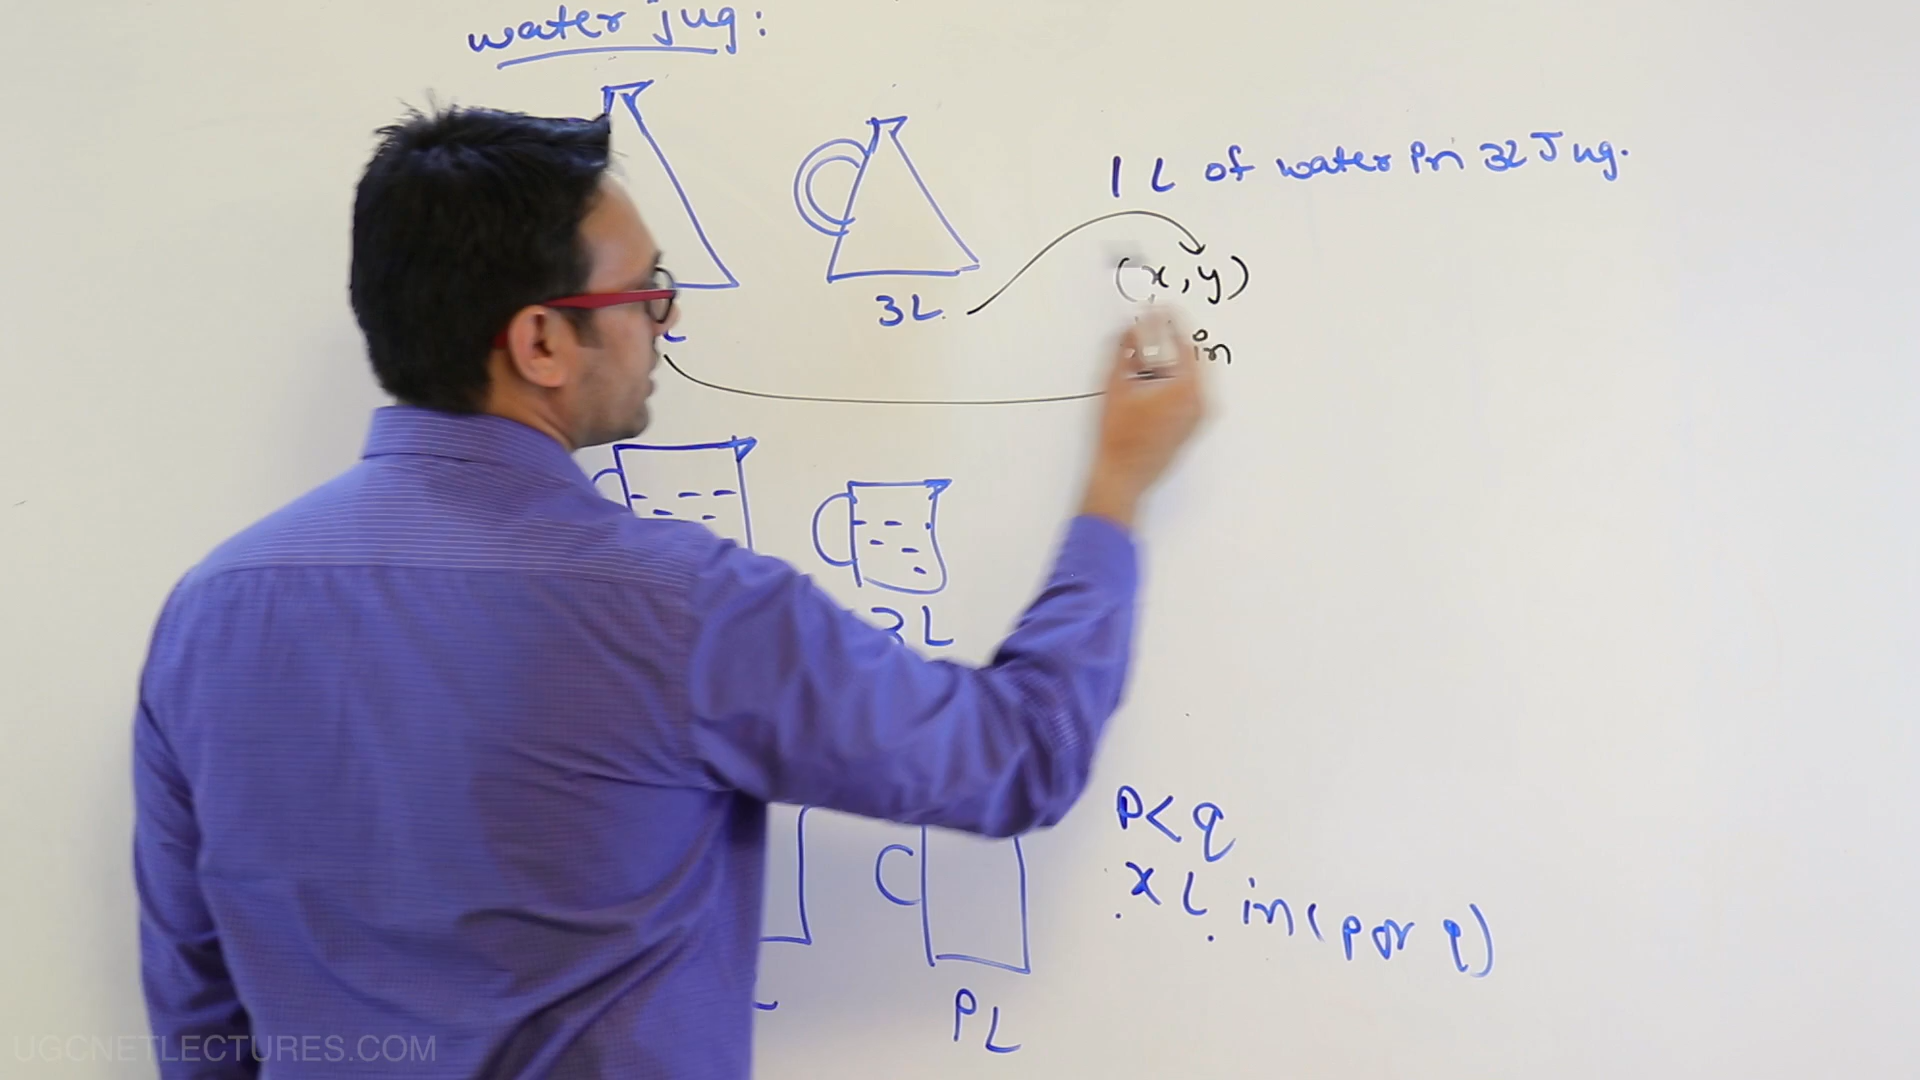 water jug:
1 L of water in 3L Jug.
3L
(x, y)
in
3L
P< q
x L in (p or q)
PL
UGCNETLECTURES.COM